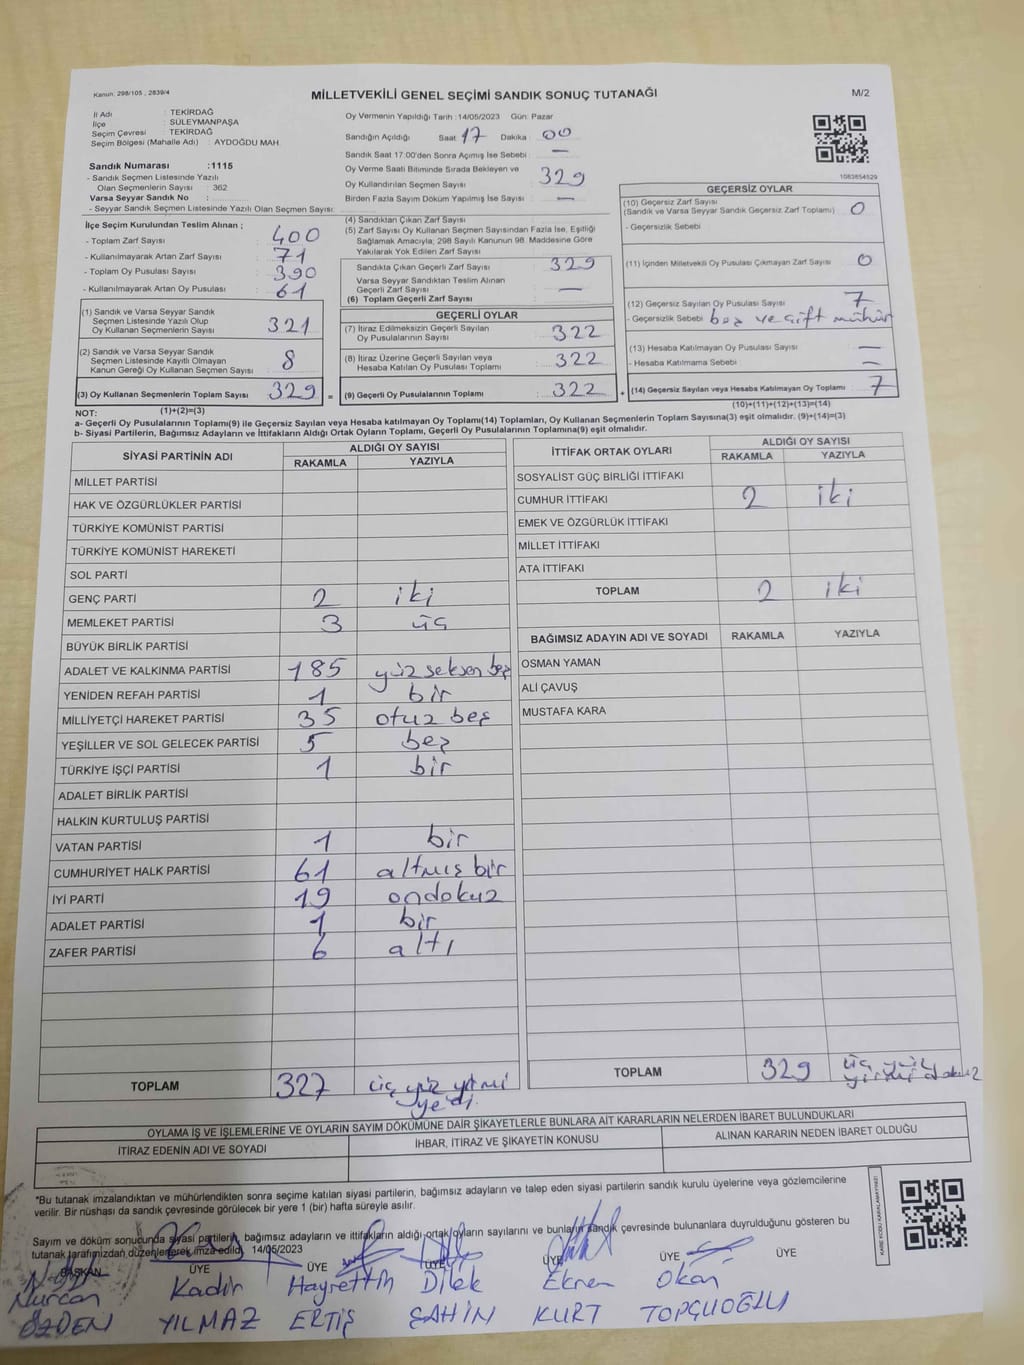 Kanun: 298/105 , 2839/4
MİLLETVEKİLİ GENEL SEÇİMİ SANDIK SONUÇ TUTANAĞI
M/2
İl Adı : TEKİRDAĞ
İlçe : SÜLEYMANPAŞA
Seçim Çevresi : TEKİRDAĞ
Seçim Bölgesi (Mahalle Adı) : AYDOĞDU MAH.
Sandık Numarası :1115
- Sandık Seçmen Listesinde Yazılı
Olan Seçmenlerin Sayısı : 362
Varsa Seyyar Sandık No :
- Seyyar Sandık Seçmen Listesinde Yazılı Olan Seçmen Sayısı:
Oy Vermenin Yapıldığı Tarih :14/05/2023 Gün: Pazar
Sandığın Açıldığı Saat 17 Dakika : 00
Sandık Saat 17:00'den Sonra Açılmış İse Sebebi : —
Oy Verme Saati Bitiminde Sırada Bekleyen ve
Oy Kullandırılan Seçmen Sayısı : 329
Birden Fazla Sayım Döküm Yapılmış İse Sayısı : —
1083854529
İlçe Seçim Kurulundan Teslim Alınan ;
- Toplam Zarf Sayısı : 400
- Kullanılmayarak Artan Zarf Sayısı : 71
- Toplam Oy Pusulası Sayısı : 390
- Kullanılmayarak Artan Oy Pusulası : 61
(1) Sandık ve Varsa Seyyar Sandık
Seçmen Listesinde Yazılı Olup
Oy Kullanan Seçmenlerin Sayısı : 321
(2) Sandık ve Varsa Seyyar Sandık
Seçmen Listesinde Kayıtlı Olmayan
Kanun Gereği Oy Kullanan Seçmen Sayısı : 8
(3) Oy Kullanan Seçmenlerin Toplam Sayısı : 329 =
(1)+(2)=(3)
(4) Sandıktan Çıkan Zarf Sayısı :
(5) Zarf Sayısı Oy Kullanan Seçmen Sayısından Fazla İse, Eşitliği
Sağlamak Amacıyla; 298 Sayılı Kanunun 98. Maddesine Göre
Yakılarak Yok Edilen Zarf Sayısı :
Sandıkta Çıkan Geçerli Zarf Sayısı : 329
Varsa Seyyar Sandıktan Teslim Alınan
Geçerli Zarf Sayısı : —
(6) Toplam Geçerli Zarf Sayısı :
GEÇERLİ OYLAR
(7) İtiraz Edilmeksizin Geçerli Sayılan
Oy Pusulalarının Sayısı : 322
(8) İtiraz Üzerine Geçerli Sayılan veya
Hesaba Katılan Oy Pusulası Toplamı : 322
(9) Geçerli Oy Pusulalarının Toplamı : 322 +
GEÇERSİZ OYLAR
(10) Geçersiz Zarf Sayısı
(Sandık ve Varsa Seyyar Sandık Geçersiz Zarf Toplamı) : 0
- Geçersizlik Sebebi :
(11) İçinden Milletvekili Oy Pusulası Çıkmayan Zarf Sayısı : 0
(12) Geçersiz Sayılan Oy Pusulası Sayısı : 7
- Geçersizlik Sebebi : boş ve çift mühür
(13) Hesaba Katılmayan Oy Pusulası Sayısı : —
- Hesaba Katılmama Sebebi : —
(14) Geçersiz Sayılan veya Hesaba Katılmayan Oy Toplamı : 7
(10)+(11)+(12)+(13)=(14)
NOT:
a- Geçerli Oy Pusulalarının Toplamı(9) ile Geçersiz Sayılan veya Hesaba katılmayan Oy Toplamı(14) Toplamları, Oy Kullanan Seçmenlerin Toplam Sayısına(3) eşit olmalıdır. (9)+(14)=(3)
b- Siyasi Partilerin, Bağımsız Adayların ve İttifakların Aldığı Ortak Oyların Toplamı, Geçerli Oy Pusulalarının Toplamına(9) eşit olmalıdır.
SİYASİ PARTİNİN ADI
ALDIĞI OY SAYISI
RAKAMLA YAZIYLA
MİLLET PARTİSİ
HAK VE ÖZGÜRLÜKLER PARTİSİ
TÜRKİYE KOMÜNİST PARTİSİ
TÜRKİYE KOMÜNİST HAREKETİ
SOL PARTİ
GENÇ PARTİ 2 iki
MEMLEKET PARTİSİ 3 üç
BÜYÜK BİRLİK PARTİSİ
ADALET VE KALKINMA PARTİSİ 185 yüz seksen beş
YENİDEN REFAH PARTİSİ 1 bir
MİLLİYETÇİ HAREKET PARTİSİ 35 otuz beş
YEŞİLLER VE SOL GELECEK PARTİSİ 5 beş
TÜRKİYE İŞÇİ PARTİSİ 1 bir
ADALET BİRLİK PARTİSİ
HALKIN KURTULUŞ PARTİSİ
VATAN PARTİSİ 1 bir
CUMHURİYET HALK PARTİSİ 61 altmış bir
İYİ PARTİ 19 ondokuz
ADALET PARTİSİ 1 bir
ZAFER PARTİSİ 6 altı
TOPLAM 327 üç yüz yirmi
yedi
İTTİFAK ORTAK OYLARI
ALDIĞI OY SAYISI
RAKAMLA YAZIYLA
SOSYALİST GÜÇ BİRLİĞİ İTTİFAKI
CUMHUR İTTİFAKI 2 iki
EMEK VE ÖZGÜRLÜK İTTİFAKI
MİLLET İTTİFAKI
ATA İTTİFAKI
TOPLAM 2 iki
BAĞIMSIZ ADAYIN ADI VE SOYADI RAKAMLA YAZIYLA
OSMAN YAMAN
ALİ ÇAVUŞ
MUSTAFA KARA
TOPLAM 329 üç yüz
yirmi dokuz
OYLAMA İŞ VE İŞLEMLERİNE VE OYLARIN SAYIM DÖKÜMÜNE DAİR ŞİKAYETLERLE BUNLARA AİT KARARLARIN NELERDEN İBARET BULUNDUKLARI
İTİRAZ EDENİN ADI VE SOYADI
İHBAR, İTİRAZ VE ŞİKAYETİN KONUSU
ALINAN KARARIN NEDEN İBARET OLDUĞU
*Bu tutanak imzalandıktan ve mühürlendikten sonra seçime katılan siyasi partilerin, bağımsız adayların ve talep eden siyasi partilerin sandık kurulu üyelerine veya gözlemcilerine
verilir. Bir nüshası da sandık çevresinde görülecek bir yere 1 (bir) hafta süreyle asılır.
Sayım ve döküm sonucunda siyasi partilerin, bağımsız adayların ve ittifakların aldığı ortak oyların sayılarını ve bunların sandık çevresinde bulunanlara duyrulduğunu gösteren bu
tutanak tarafımızdan düzenlenerek imza edildi. 14/05/2023
KARE KODU KARALAMAYINIZ!
BAŞKAN ÜYE ÜYE ÜYE ÜYE ÜYE ÜYE
Nurcan Kadir Hayrettin Dilek Ekrem Okan
ÖZDEN YILMAZ ERTİŞ ŞAHİN KURT TOPÇUOĞLU